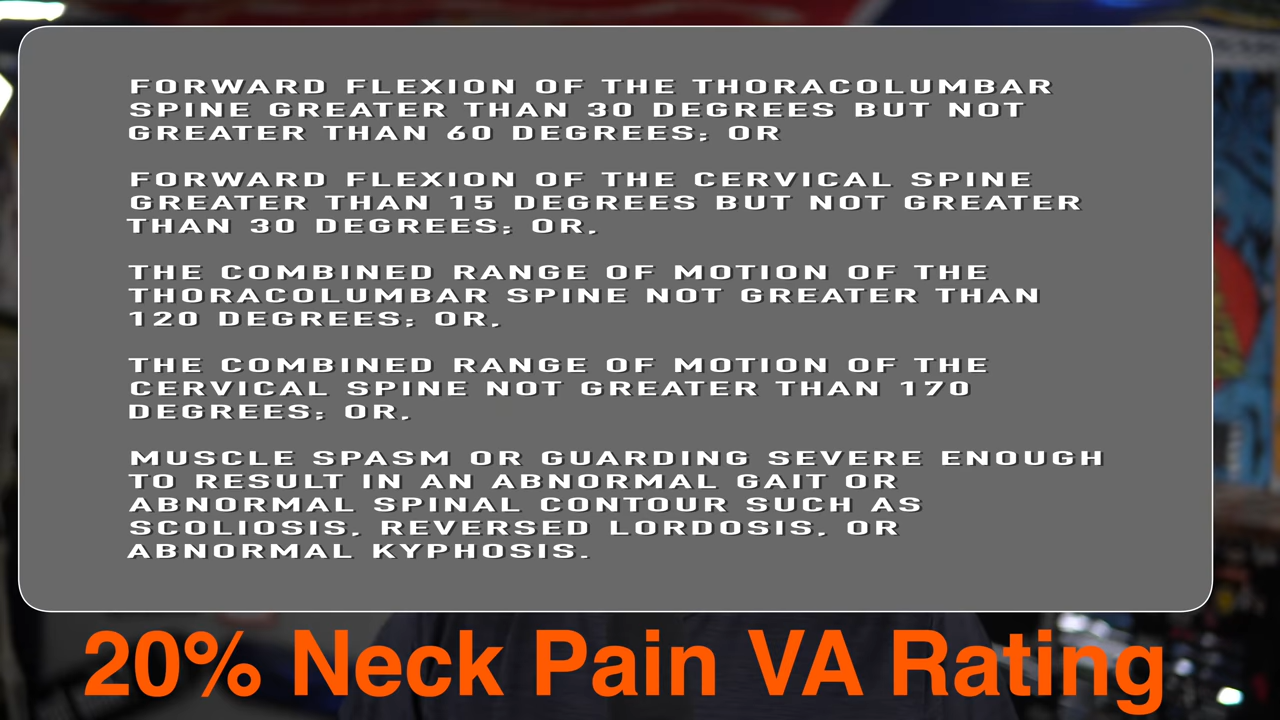 FORWARD FLEXION OF THE THORACOLUMBAR
SPINE GREATER THAN 30 DEGREES BUT NOT
GREATER THAN 60 DEGREES; OR
FORWARD FLEXION OF THE CERVICAL SPINE
GREATER THAN 15 DEGREES BUT NOT GREATER
THAN 30 DEGREES; OR,
THE COMBINED RANGE OF MOTION OF THE
THORACOLUMBAR SPINE NOT GREATER THAN
120 DEGREES; OR,
THE COMBINED RANGE OF MOTION OF THE
CERVICAL SPINE NOT GREATER THAN 170
DEGREES; OR,
MUSCLE SPASM OR GUARDING SEVERE ENOUGH
TO RESULT IN AN ABNORMAL GAIT OR
ABNORMAL SPINAL CONTOUR SUCH AS
SCOLIOSIS, REVERSED LORDOSIS, OR
ABNORMAL KYPHOSIS.
20% Neck Pain VA Rating